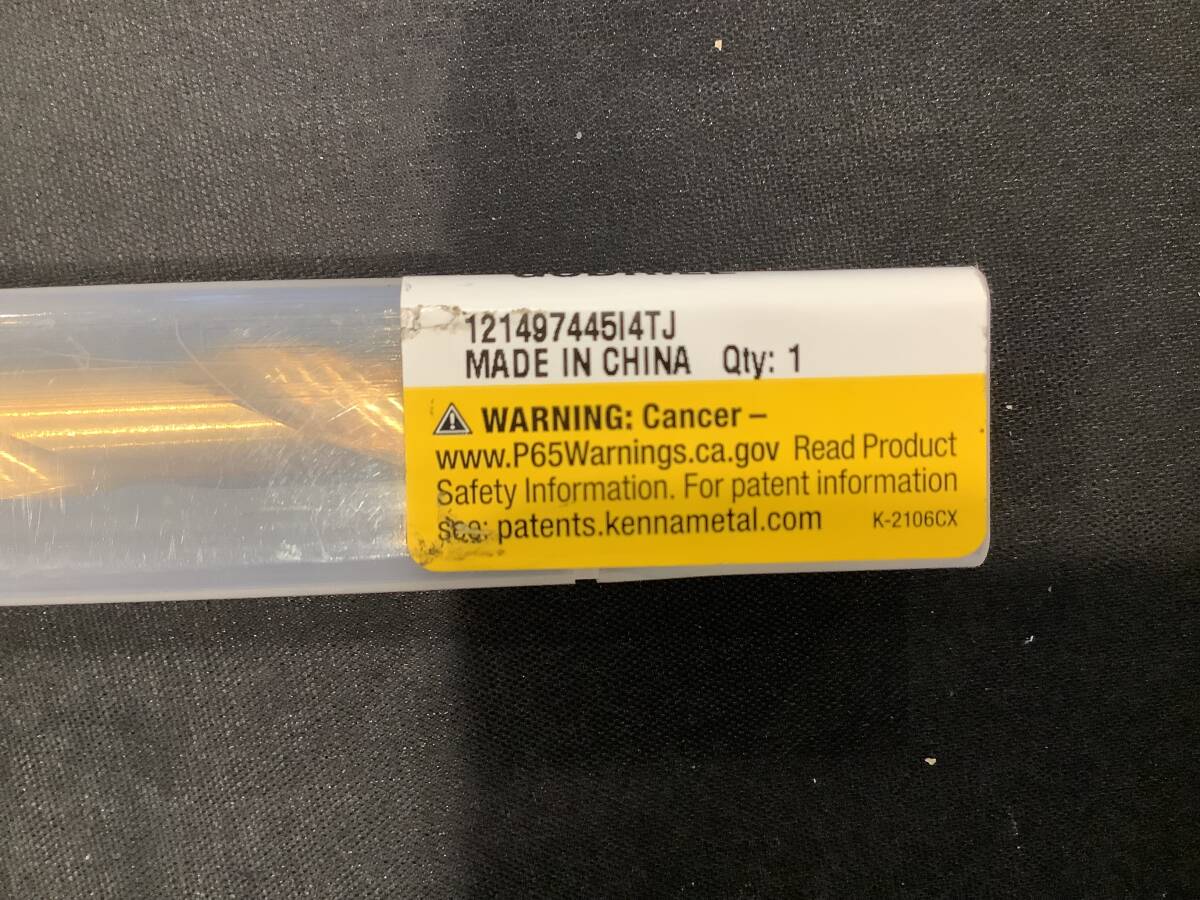 121497445I4TJ
MADE IN CHINA Qty: 1
WARNING: Cancer –
www.P65Warnings.ca.gov Read Product
Safety Information. For patent information
see: patents.kennametal.com K-2106CX